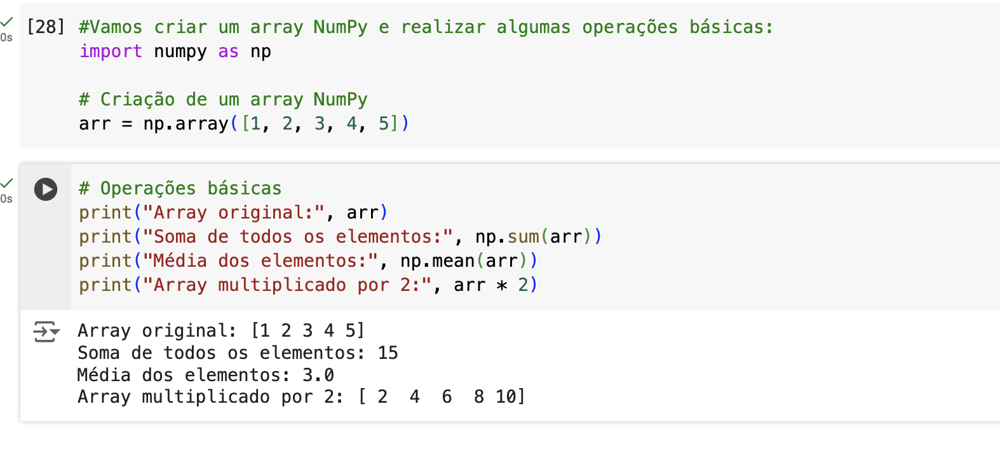 [28] #Vamos criar um array NumPy e realizar algumas operações básicas:
0s
import numpy as np
# Criação de um array NumPy
arr = np.array([1, 2, 3, 4, 5])
# Operações básicas
0s
print("Array original:", arr)
print("Soma de todos os elementos:", np.sum(arr))
print("Média dos elementos:", np.mean(arr))
print("Array multiplicado por 2:", arr * 2)
Array original: [1 2 3 4 5]
Soma de todos os elementos: 15
Média dos elementos: 3.0
Array multiplicado por 2: [ 2  4  6  8 10]